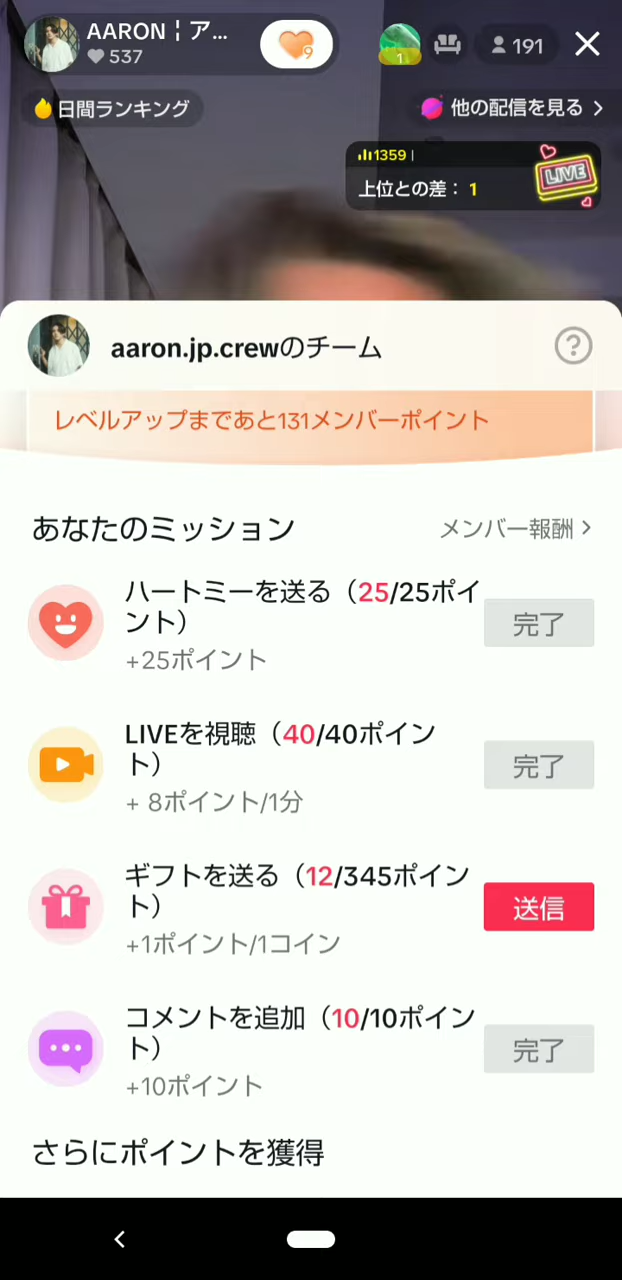 AARON ¦ ア...
537
9
1
191
日間ランキング
他の配信を見る
1359
上位との差： 1
LIVE
aaron.jp.crewのチーム
?
レベルアップまであと131メンバーポイント
あなたのミッション
メンバー報酬
ハートミーを送る（25/25ポイ
ント）
+25ポイント
完了
LIVEを視聴（40/40ポイン
ト）
+ 8ポイント/1分
完了
ギフトを送る（12/345ポイン
ト）
+1ポイント/1コイン
送信
コメントを追加（10/10ポイン
ト）
+10ポイント
完了
さらにポイントを獲得